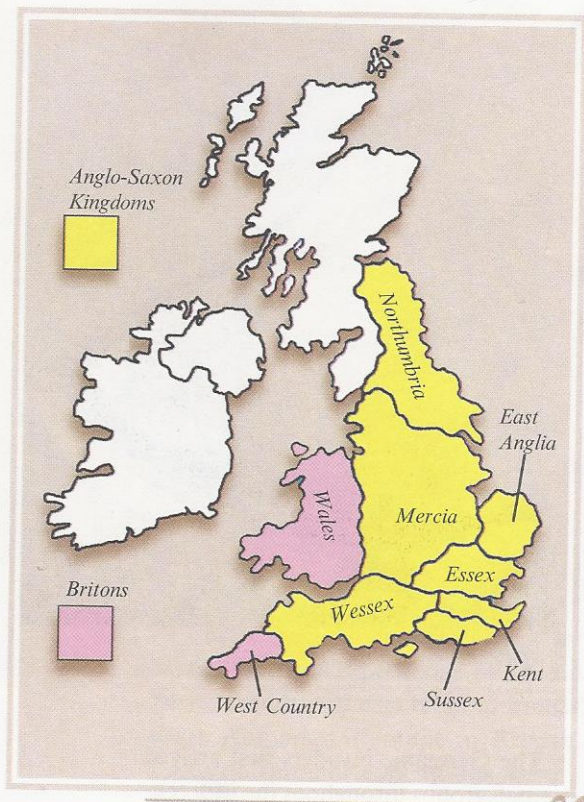 Anglo-Saxon
Kingdoms
Northumbria
East
Anglia
Wales
Mercia
Essex
Britons
Wessex
Kent
West Country
Sussex